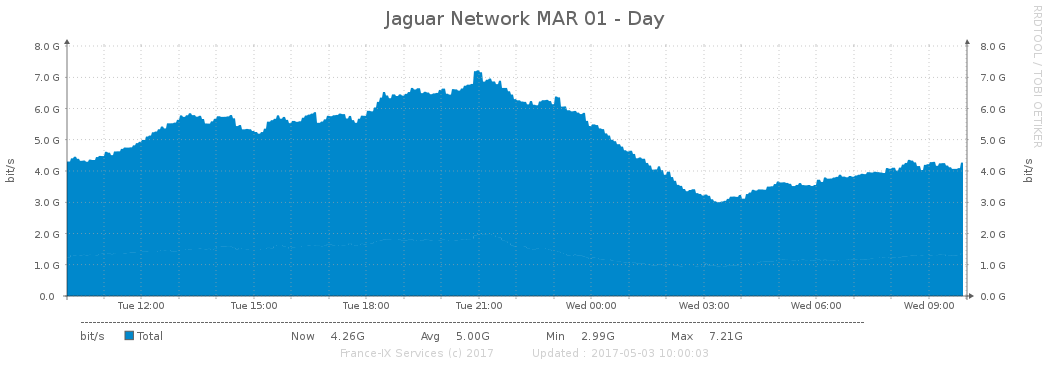 Jaguar Network MAR 01 - Day
RRDTOOL / TOBI OETIKER
8.0 G 8.0 G
7.0 G 7.0 G
6.0 G 6.0 G
5.0 G 5.0 G
4.0 G 4.0 G
3.0 G 3.0 G
2.0 G 2.0 G
1.0 G 1.0 G
0.0 0.0 G
bit/s bit/s
Tue 12:00 Tue 15:00 Tue 18:00 Tue 21:00 Wed 00:00 Wed 03:00 Wed 06:00 Wed 09:00
bit/s Total Now 4.26G Avg 5.00G Min 2.99G Max 7.21G
France-IX Services (c) 2017 Updated : 2017-05-03 10:00:03